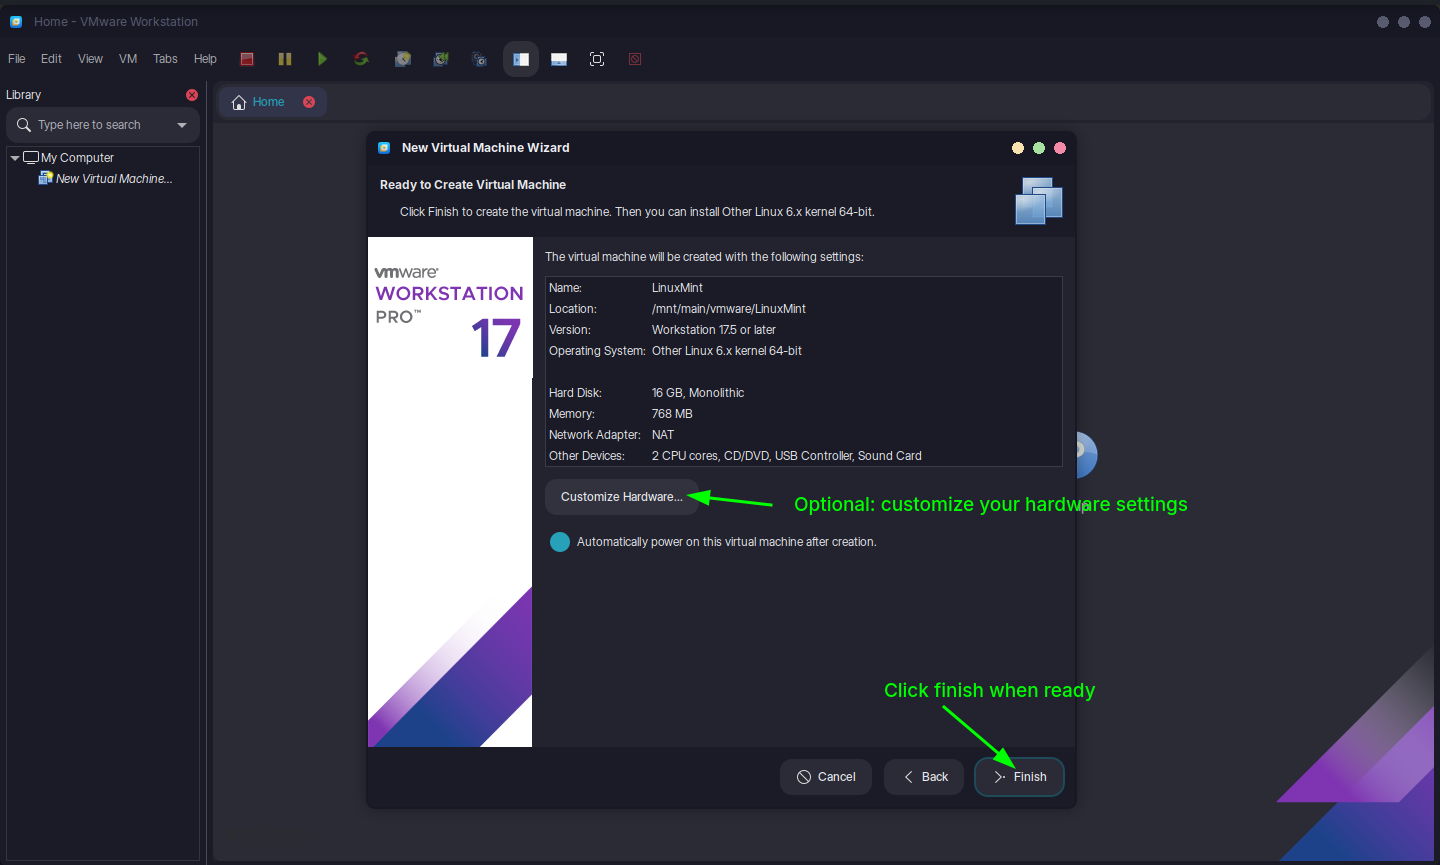 Home - VMware Workstation
File Edit View VM Tabs Help
Library
Home
Type here to search
My Computer
New Virtual Machine...
New Virtual Machine Wizard
Ready to Create Virtual Machine
Click Finish to create the virtual machine. Then you can install Other Linux 6.x kernel 64-bit.
vmware®
WORKSTATION
PRO™
17
The virtual machine will be created with the following settings:
Name: LinuxMint
Location: /mnt/main/vmware/LinuxMint
Version: Workstation 17.5 or later
Operating System: Other Linux 6.x kernel 64-bit
Hard Disk: 16 GB, Monolithic
Memory: 768 MB
Network Adapter: NAT
Other Devices: 2 CPU cores, CD/DVD, USB Controller, Sound Card
Customize Hardware...
Optional: customize your hardware settings
Automatically power on this virtual machine after creation.
Click finish when ready
Cancel
Back
Finish